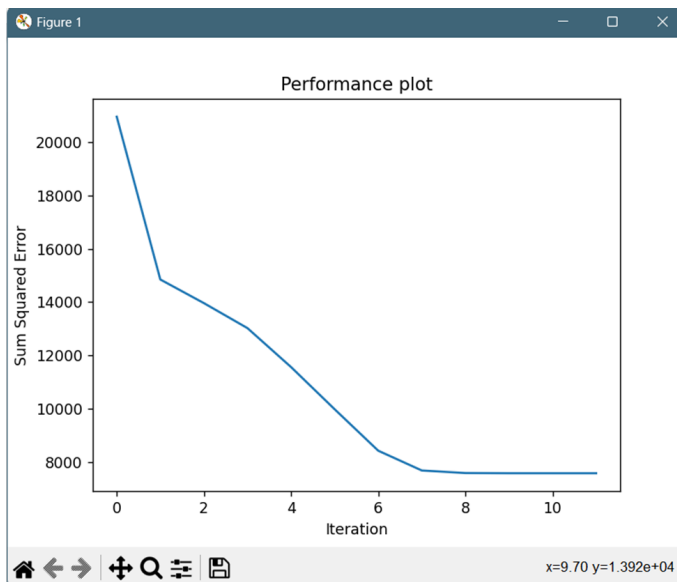 Figure 1
Performance plot
20000
18000
16000
14000
12000
10000
8000
Sum Squared Error
0 2 4 6 8 10
Iteration
x=9.70 y=1.392e+04